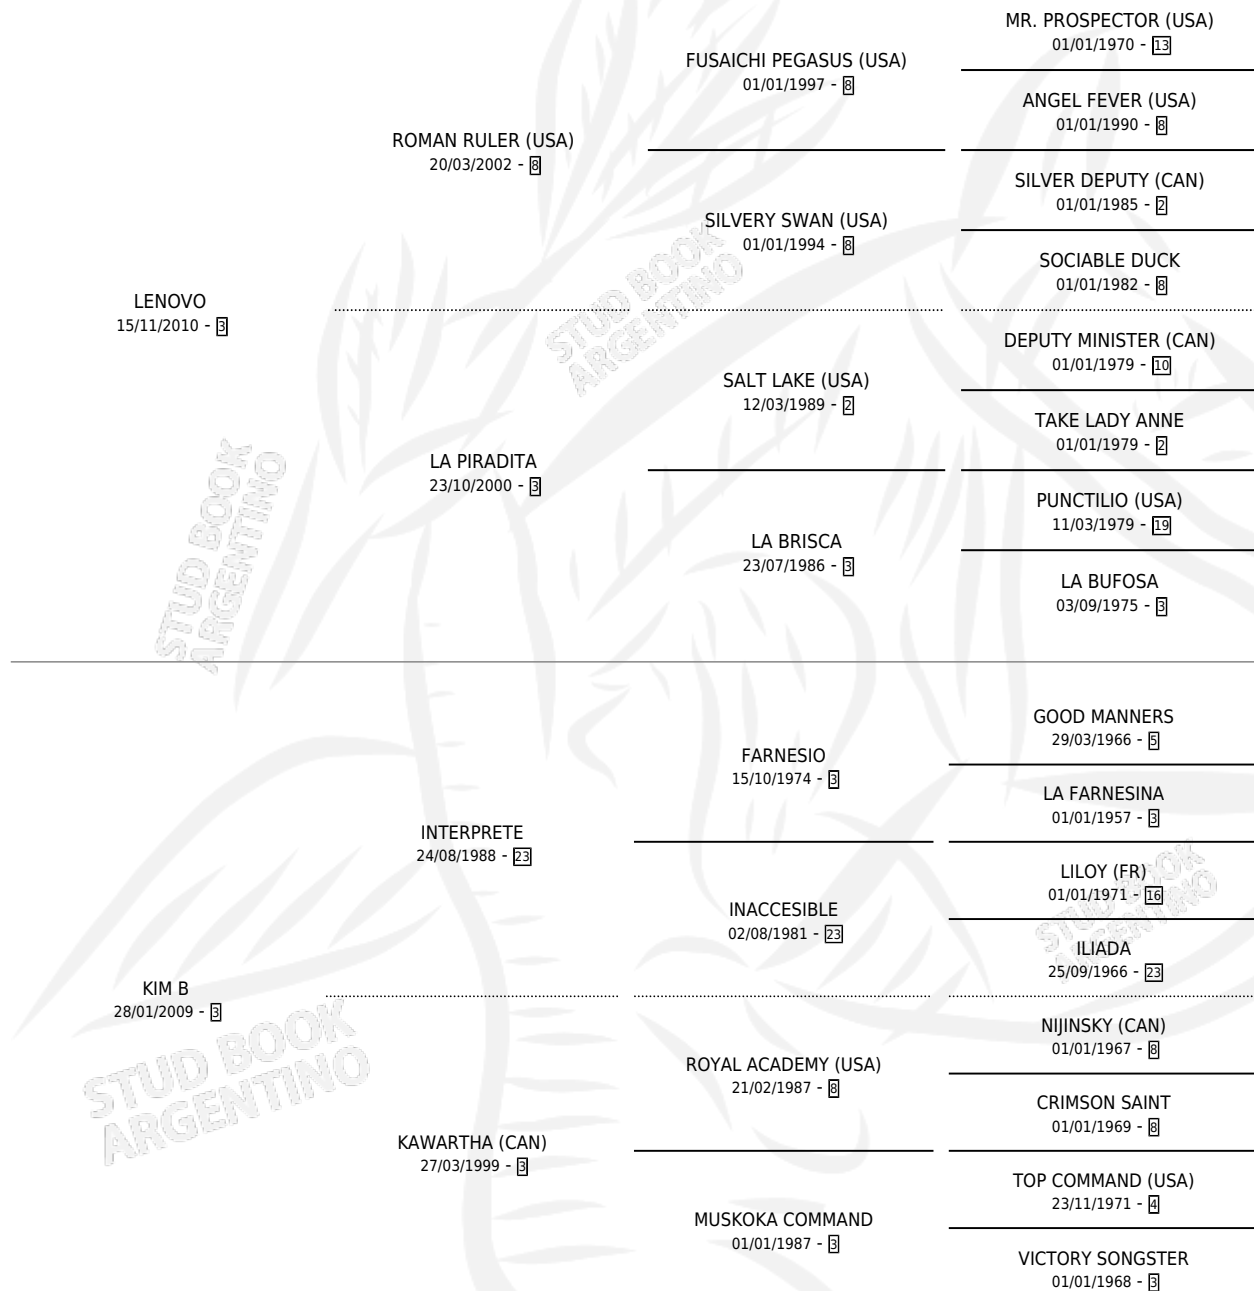 MR. PROSPECTOR (USA)
01/01/1970 - 13
FUSAICHI PEGASUS (USA)
01/01/1997 - 8
ANGEL FEVER (USA)
01/01/1990 - 8
ROMAN RULER (USA)
20/03/2002 - 8
SILVER DEPUTY (CAN)
01/01/1985 - 2
SILVERY SWAN (USA)
01/01/1994 - 8
SOCIABLE DUCK
01/01/1982 - 8
LENOVO
15/11/2010 - 3
STUD BOOK
ARGENTINO
DEPUTY MINISTER (CAN)
01/01/1979 - 10
SALT LAKE (USA)
12/03/1989 - 2
TAKE LADY ANNE
01/01/1979 - 2
LA PIRADITA
23/10/2000 - 3
PUNCTILIO (USA)
11/03/1979 - 19
LA BRISCA
23/07/1986 - 3
LA BUFOSA
03/09/1975 - 3
STUD BOOK
ARGENTINO
GOOD MANNERS
29/03/1966 - 5
FARNESIO
15/10/1974 - 3
LA FARNESINA
01/01/1957 - 3
INTERPRETE
24/08/1988 - 23
LILOY (FR)
01/01/1971 - 16
INACCESIBLE
02/08/1981 - 23
ILIADA
25/09/1966 - 23
STUD BOOK
ARGENTINO
KIM B
28/01/2009 - 3
NIJINSKY (CAN)
01/01/1967 - 8
ROYAL ACADEMY (USA)
21/02/1987 - 8
CRIMSON SAINT
01/01/1969 - 8
STUD BOOK
ARGENTINO
KAWARTHA (CAN)
27/03/1999 - 3
TOP COMMAND (USA)
23/11/1971 - 4
MUSKOKA COMMAND
01/01/1987 - 3
VICTORY SONGSTER
01/01/1968 - 3